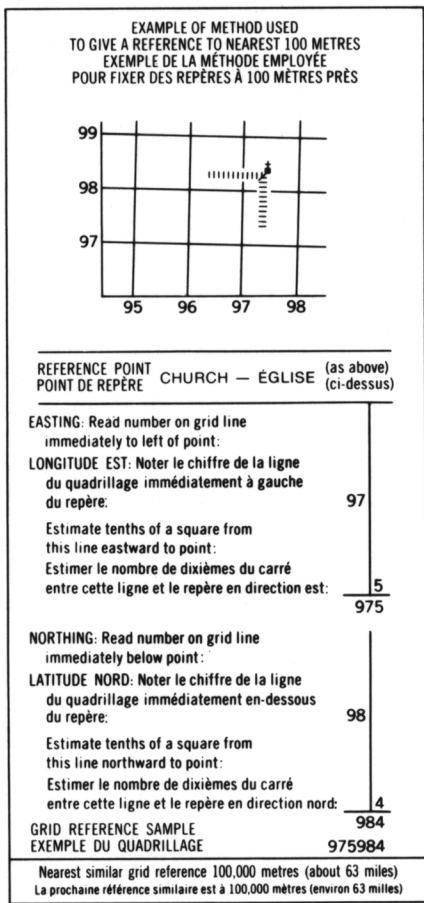 EXAMPLE OF METHOD USED
TO GIVE A REFERENCE TO NEAREST 100 METRES
EXEMPLE DE LA MÉTHODE EMPLOYÉE
POUR FIXER DES REPÈRES À 100 MÈTRES PRÈS
99
98
97
95 96 97 98
REFERENCE POINT
POINT DE REPÈRE
CHURCH — ÉGLISE
(as above)
(ci-dessus)
EASTING: Read number on grid line
immediately to left of point:
LONGITUDE EST: Noter le chiffre de la ligne
du quadrillage immédiatement à gauche
du repère: 97
Estimate tenths of a square from
this line eastward to point:
Estimer le nombre de dixièmes du carré
entre cette ligne et le repère en direction est: 5
975
NORTHING: Read number on grid line
immediately below point:
LATITUDE NORD: Noter le chiffre de la ligne
du quadrillage immédiatement en-dessous
du repère: 98
Estimate tenths of a square from
this line northward to point:
Estimer le nombre de dixièmes du carré
entre cette ligne et le repère en direction nord: 4
984
GRID REFERENCE SAMPLE
EXEMPLE DU QUADRILLAGE 975984
Nearest similar grid reference 100,000 metres (about 63 miles)
La prochaine référence similaire est à 100,000 mètres (environ 63 milles)